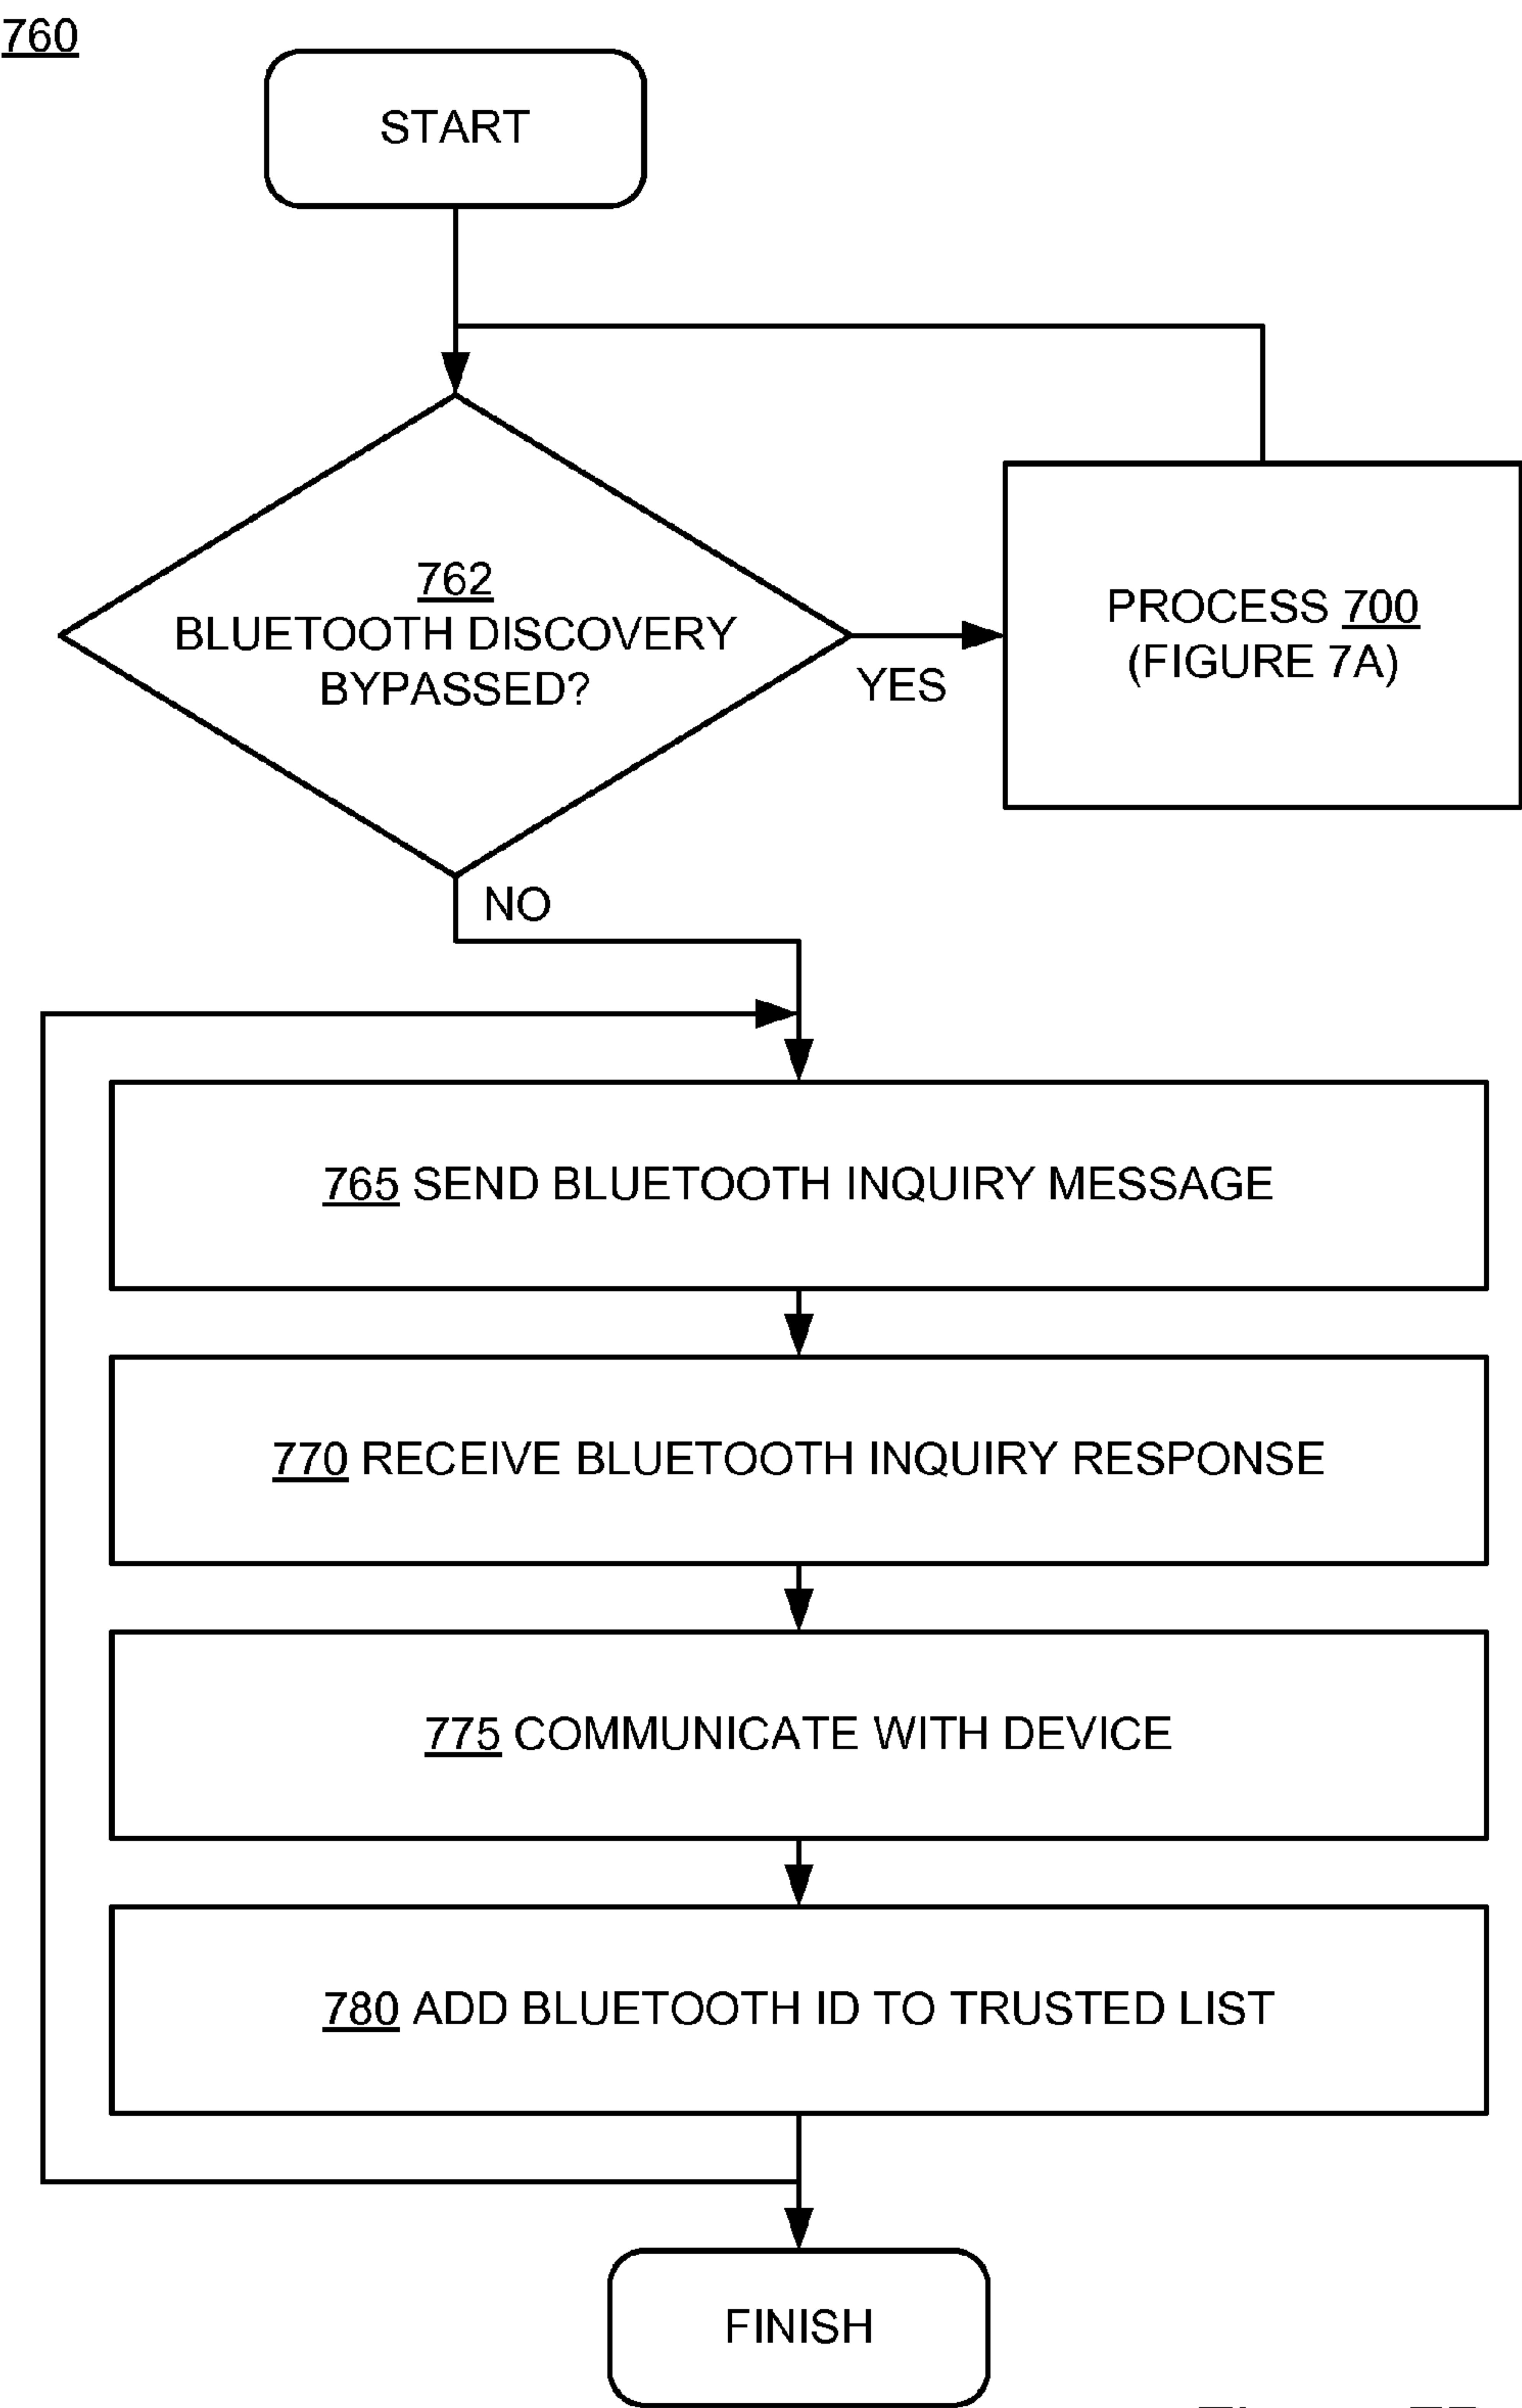 760
START
762
BLUETOOTH DISCOVERY
BYPASSED?
YES
PROCESS 700
(FIGURE 7A)
NO
765 SEND BLUETOOTH INQUIRY MESSAGE
770 RECEIVE BLUETOOTH INQUIRY RESPONSE
775 COMMUNICATE WITH DEVICE
780 ADD BLUETOOTH ID TO TRUSTED LIST
FINISH